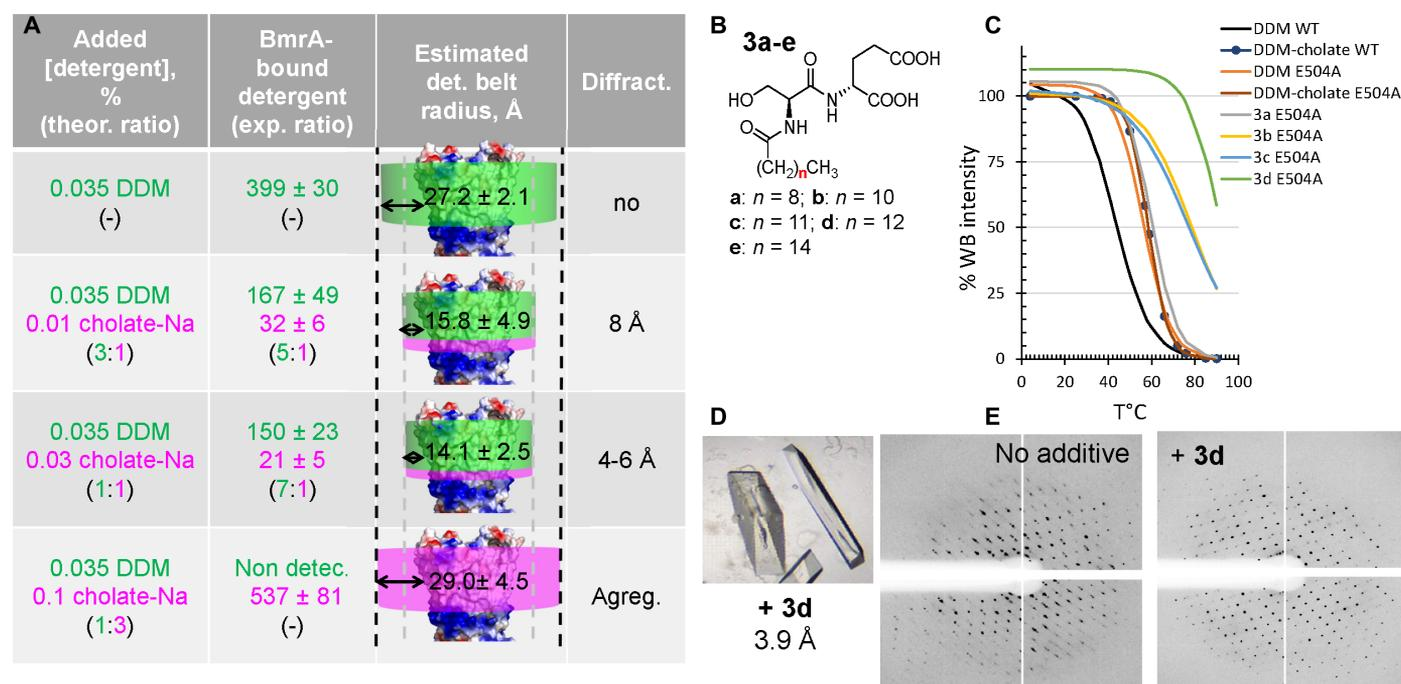 A
Added
[detergent],
%
(theor. ratio)
BmrA-
bound
detergent
(exp. ratio)
Estimated
det. belt
radius, Å
Diffract.
0.035 DDM
(-)
399 ± 30
(-)
27.2 ± 2.1
no
0.035 DDM
0.01 cholate-Na
(3:1)
167 ± 49
32 ± 6
(5:1)
15.8 ± 4.9
8 Å
0.035 DDM
0.03 cholate-Na
(1:1)
150 ± 23
21 ± 5
(7:1)
14.1 ± 2.5
4-6 Å
0.035 DDM
0.1 cholate-Na
(1:3)
Non detec.
537 ± 81
(-)
29.0± 4.5
Agreg.
B
3a-e
O
COOH
HO
N
H
COOH
O
NH
(CH₂)nCH₃
a: n = 8; b: n = 10
c: n = 11; d: n = 12
e: n = 14
C
DDM WT
DDM-cholate WT
DDM E504A
DDM-cholate E504A
3a E504A
3b E504A
3c E504A
3d E504A
% WB intensity
100
75
50
25
0
0 20 40 60 80 100
T°C
D
+ 3d
3.9 Å
E
No additive
+ 3d